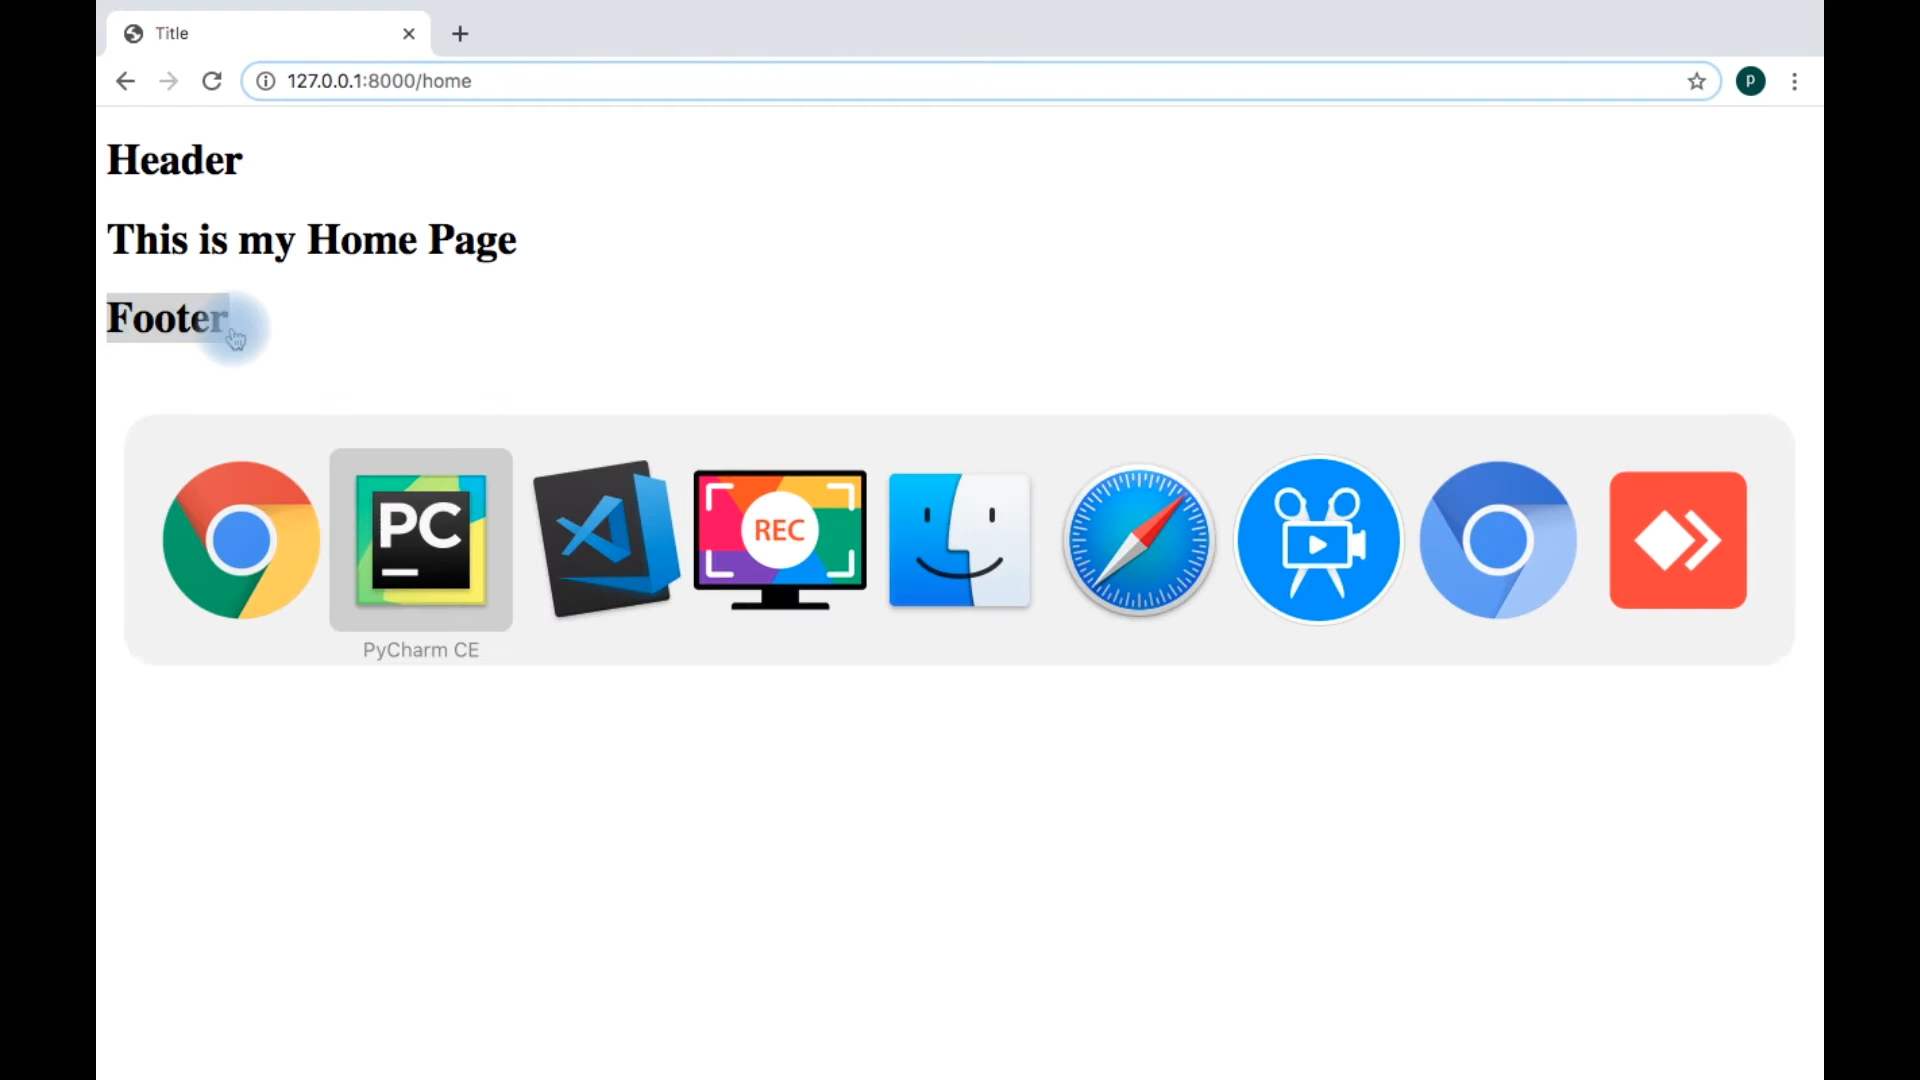 Title
127.0.0.1:8000/home
p
Header
This is my Home Page
Footer
PC
REC
PyCharm CE